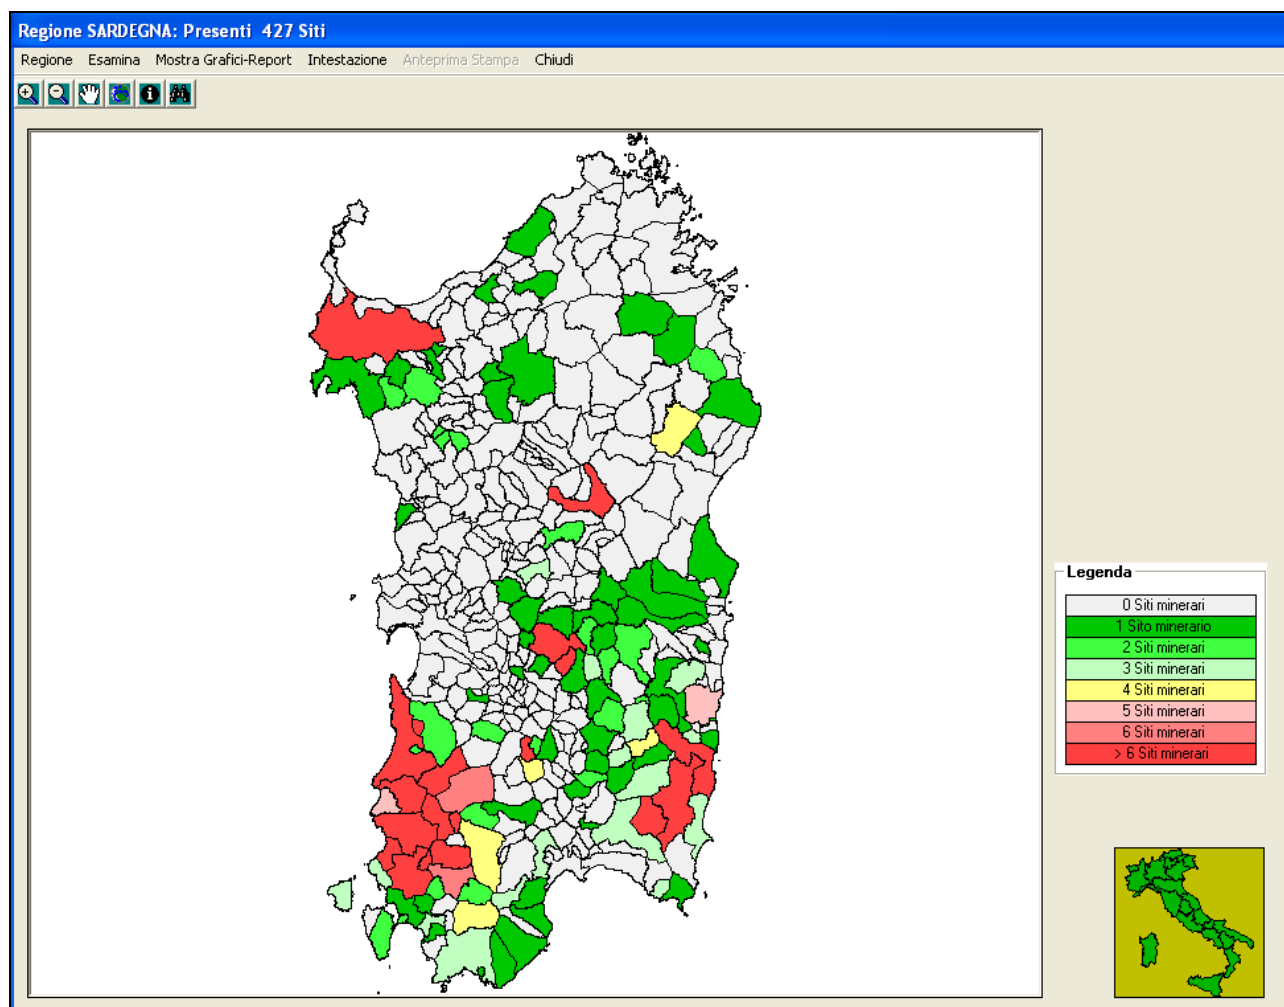 Regione SARDEGNA: Presenti 427 Siti
Regione Esamina Mostra Grafici-Report Intestazione Anteprima Stampa Chiudi
Legenda
0 Siti minerari
1 Sito minerario
2 Siti minerari
3 Siti minerari
4 Siti minerari
5 Siti minerari
6 Siti minerari
> 6 Siti minerari